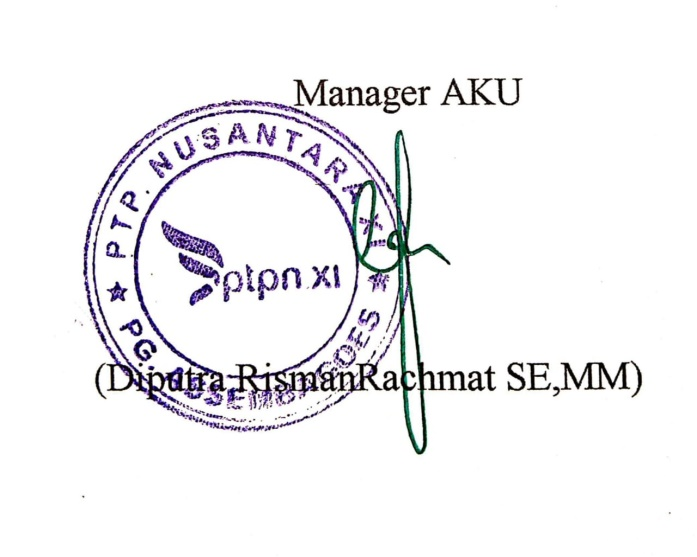 Manager AKU
PTP. NUSANTARA XI
ptpn xi
PG.
(Diputra RismanRachmat SE,MM)